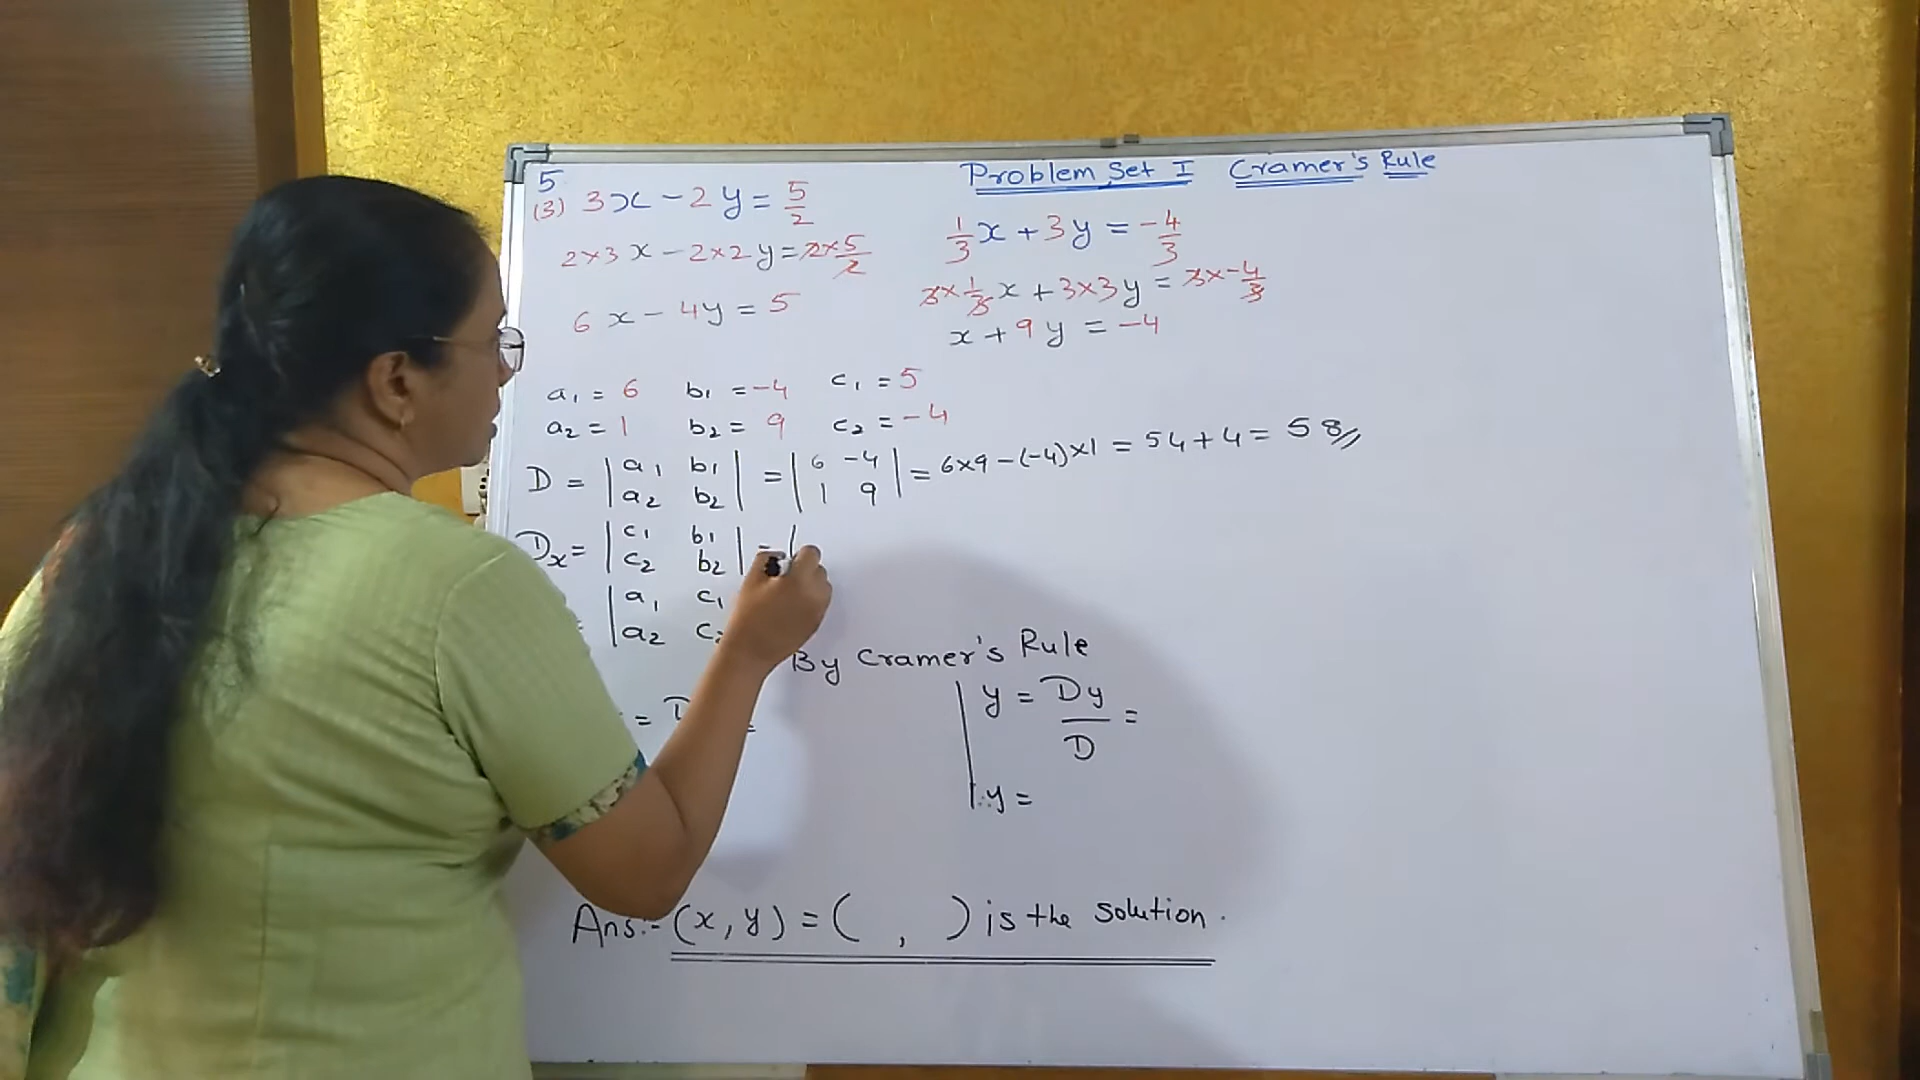 Problem Set I Cramer's Rule
5
(3) 3x - 2y = 5/2
2×3x - 2×2y = 2×5/2
6x - 4y = 5
1/3x + 3y = -4/3
3×1/3x + 3×3y = 3×-4/3
x + 9y = -4
a₁ = 6 b₁ = -4 c₁ = 5
a₂ = 1 b₂ = 9 c₂ = -4
D = | a₁ b₁ | = | 6 -4 | = 6×9 - (-4)×1 = 54 + 4 = 58//
| a₂ b₂ | | 1 9 |
Dx = | c₁ b₁ | = |
| c₂ b₂ |
| a₁ c₁
| a₂ c₂
By Cramer's Rule
= D =
y = Dy/D =
∴ y =
Ans:- (x, y) = ( , ) is the solution.